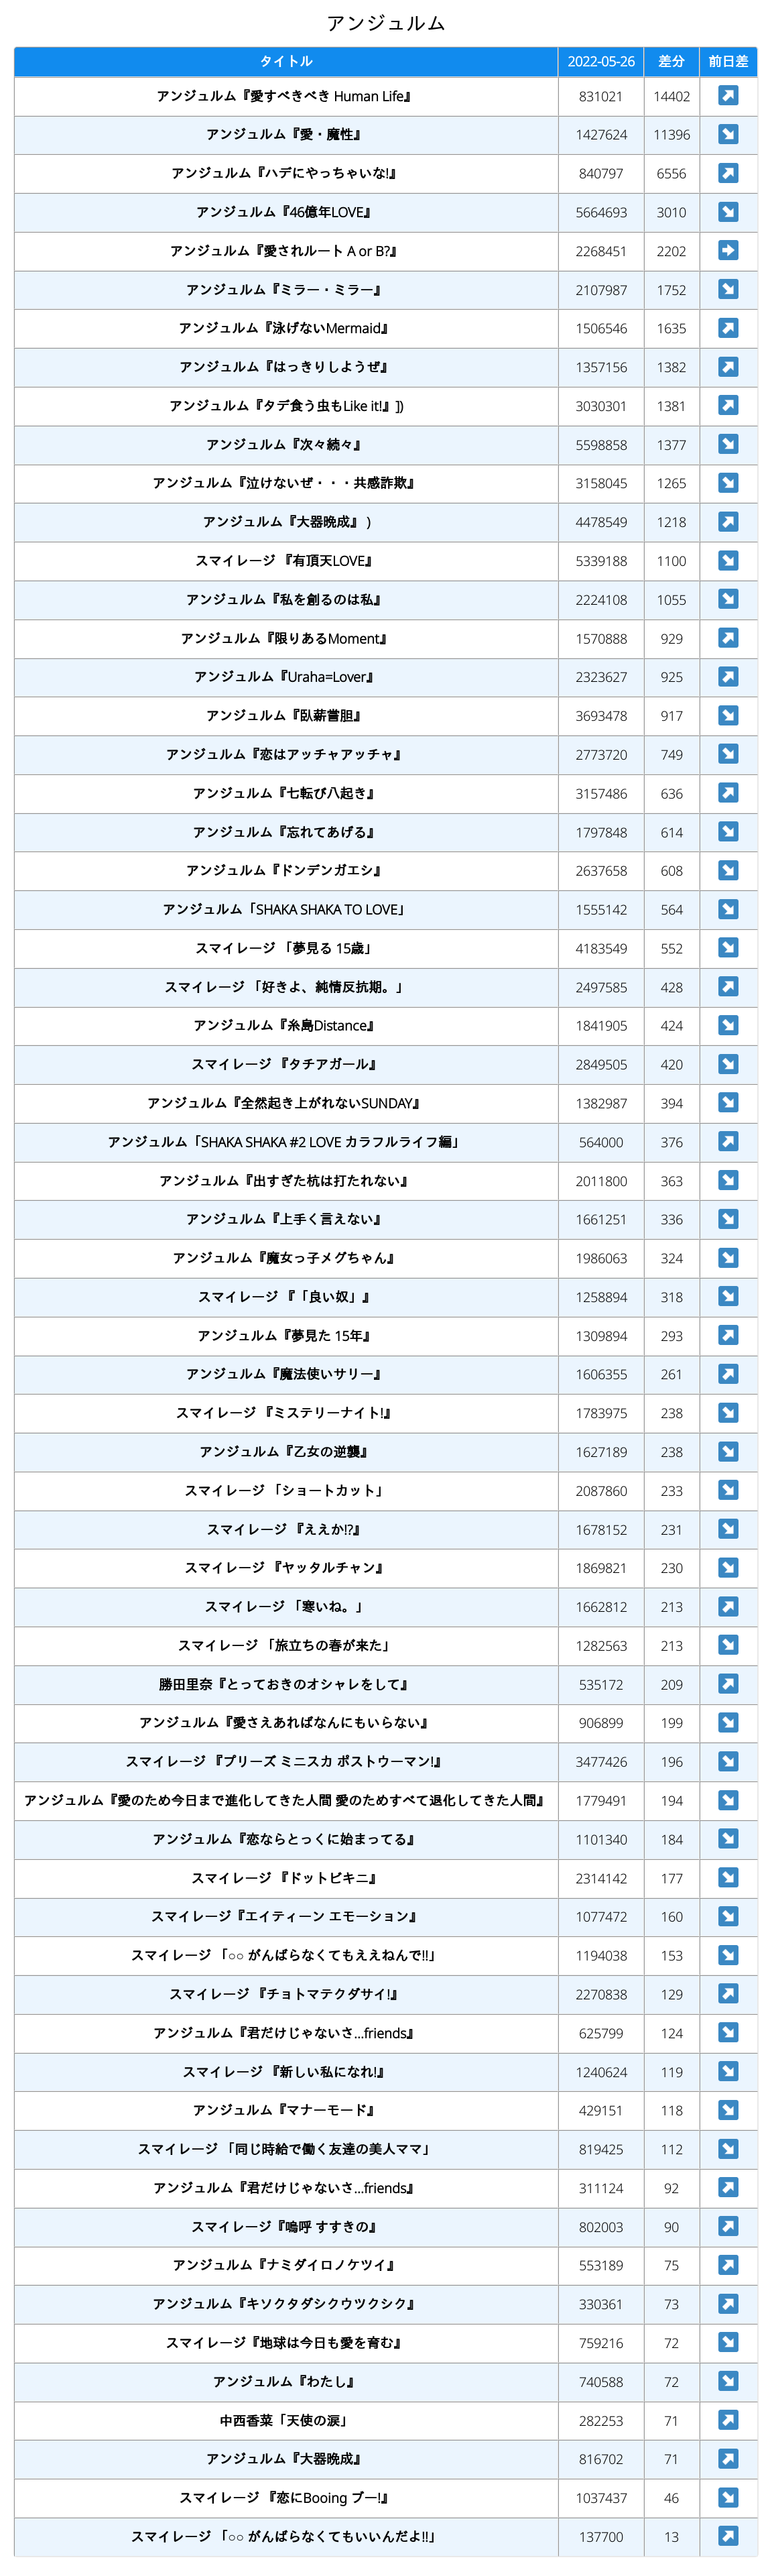 アンジュルム
タイトル 2022-05-26 差分 前日差
アンジュルム『愛すべきべき Human Life』 831021 14402 ↗
アンジュルム『愛・魔性』 1427624 11396 ↘
アンジュルム『ハデにやっちゃいな!』 840797 6556 ↗
アンジュルム『46億年LOVE』 5664693 3010 ↘
アンジュルム『愛されルート A or B?』 2268451 2202 ➡
アンジュルム『ミラー・ミラー』 2107987 1752 ↘
アンジュルム『泳げないMermaid』 1506546 1635 ↗
アンジュルム『はっきりしようぜ』 1357156 1382 ↗
アンジュルム『タデ食う虫もLike it!』]) 3030301 1381 ↗
アンジュルム『次々続々』 5598858 1377 ↘
アンジュルム『泣けないぜ・・・共感詐欺』 3158045 1265 ↘
アンジュルム『大器晩成』 ) 4478549 1218 ↗
スマイレージ 『有頂天LOVE』 5339188 1100 ↘
アンジュルム『私を創るのは私』 2224108 1055 ↘
アンジュルム『限りあるMoment』 1570888 929 ↗
アンジュルム『Uraha=Lover』 2323627 925 ↗
アンジュルム『臥薪嘗胆』 3693478 917 ↘
アンジュルム『恋はアッチャアッチャ』 2773720 749 ↘
アンジュルム『七転び八起き』 3157486 636 ↗
アンジュルム『忘れてあげる』 1797848 614 ↘
アンジュルム『ドンデンガエシ』 2637658 608 ↘
アンジュルム「SHAKA SHAKA TO LOVE」 1555142 564 ↘
スマイレージ 「夢見る 15歳」 4183549 552 ↘
スマイレージ 「好きよ、純情反抗期。」 2497585 428 ↗
アンジュルム『糸島Distance』 1841905 424 ↘
スマイレージ 『タチアガール』 2849505 420 ↘
アンジュルム『全然起き上がれないSUNDAY』 1382987 394 ↘
アンジュルム「SHAKA SHAKA #2 LOVE カラフルライフ編」 564000 376 ↗
アンジュルム『出すぎた杭は打たれない』 2011800 363 ↘
アンジュルム『上手く言えない』 1661251 336 ↘
アンジュルム『魔女っ子メグちゃん』 1986063 324 ↘
スマイレージ 『「良い奴」』 1258894 318 ↘
アンジュルム『夢見た 15年』 1309894 293 ↗
アンジュルム『魔法使いサリー』 1606355 261 ↗
スマイレージ 『ミステリーナイト!』 1783975 238 ↘
アンジュルム『乙女の逆襲』 1627189 238 ↘
スマイレージ 「ショートカット」 2087860 233 ↘
スマイレージ 『ええか!?』 1678152 231 ↘
スマイレージ 『ヤッタルチャン』 1869821 230 ↘
スマイレージ 「寒いね。」 1662812 213 ↗
スマイレージ 「旅立ちの春が来た」 1282563 213 ↘
勝田里奈『とっておきのオシャレをして』 535172 209 ↗
アンジュルム『愛さえあればなんにもいらない』 906899 199 ↘
スマイレージ 『プリーズ ミニスカ ポストウーマン!』 3477426 196 ↘
アンジュルム『愛のため今日まで進化してきた人間 愛のためすべて退化してきた人間』 1779491 194 ↘
アンジュルム『恋ならとっくに始まってる』 1101340 184 ↘
スマイレージ 『ドットビキニ』 2314142 177 ↘
スマイレージ『エイティーン エモーション』 1077472 160 ↘
スマイレージ 「○○ がんばらなくてもええねんで!!」 1194038 153 ↘
スマイレージ 『チョトマテクダサイ!』 2270838 129 ↗
アンジュルム『君だけじゃないさ...friends』 625799 124 ↘
スマイレージ 『新しい私になれ!』 1240624 119 ↘
アンジュルム『マナーモード』 429151 118 ↘
スマイレージ 「同じ時給で働く友達の美人ママ」 819425 112 ↘
アンジュルム『君だけじゃないさ...friends』 311124 92 ↗
スマイレージ『嗚呼 すすきの』 802003 90 ↗
アンジュルム『ナミダイロノケツイ』 553189 75 ↗
アンジュルム『キソクタダシクウツクシク』 330361 73 ↗
スマイレージ『地球は今日も愛を育む』 759216 72 ↘
アンジュルム『わたし』 740588 72 ↘
中西香菜「天使の涙」 282253 71 ↗
アンジュルム『大器晩成』 816702 71 ↗
スマイレージ 『恋にBooing ブー!』 1037437 46 ↘
スマイレージ 「○○ がんばらなくてもいいんだよ!!」 137700 13 ↗